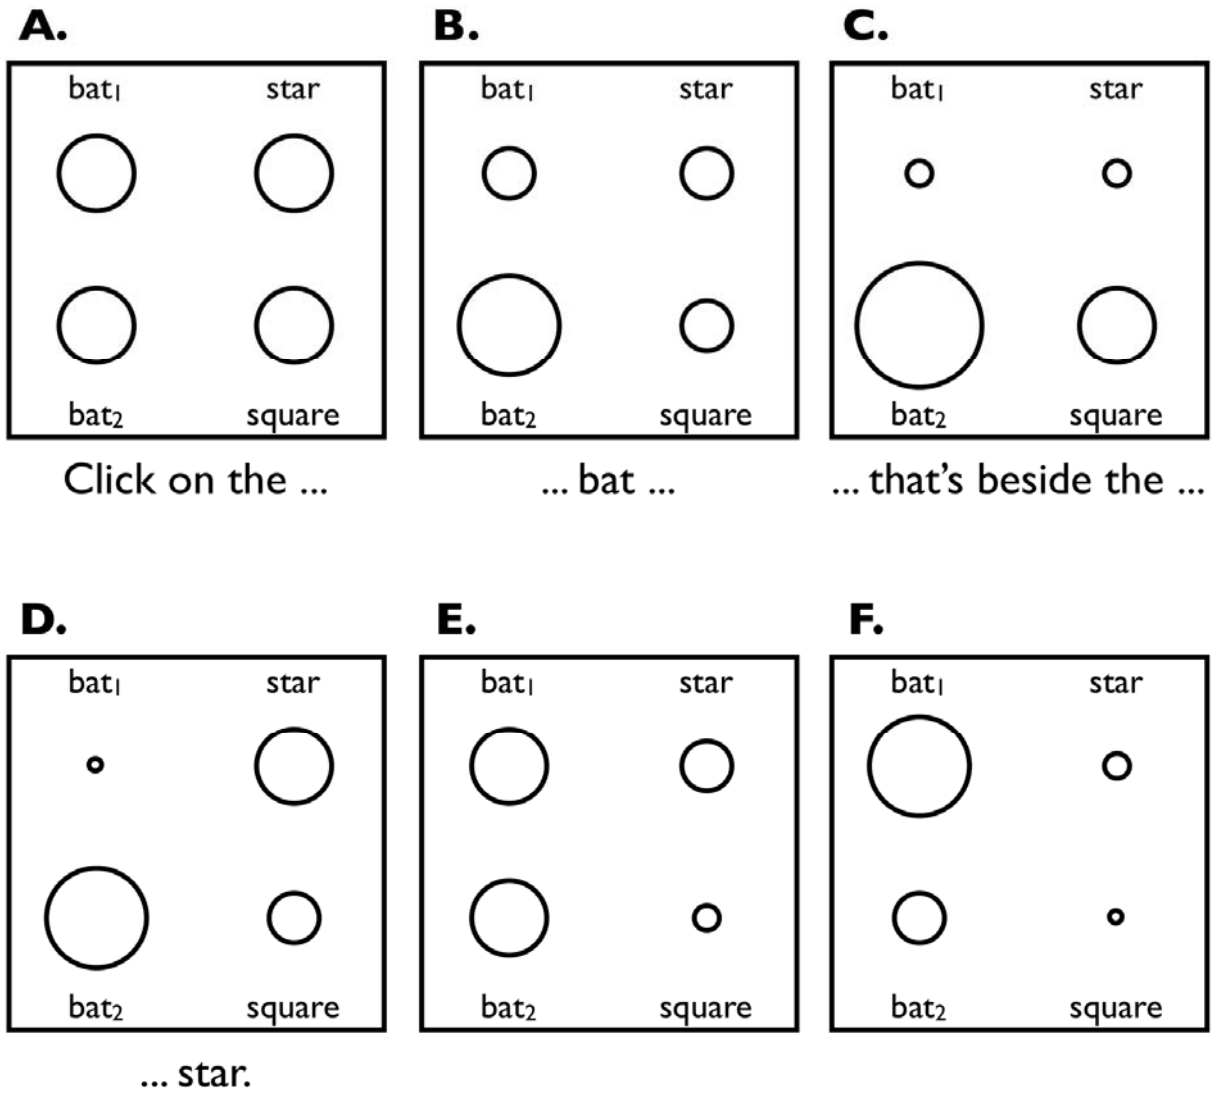 A. B. C.
bat₁ star bat₁ star bat₁ star
bat₂ square bat₂ square bat₂ square
Click on the ... ... bat ... ... that’s beside the ...
D. E. F.
bat₁ star bat₁ star bat₁ star
bat₂ square bat₂ square bat₂ square
... star.